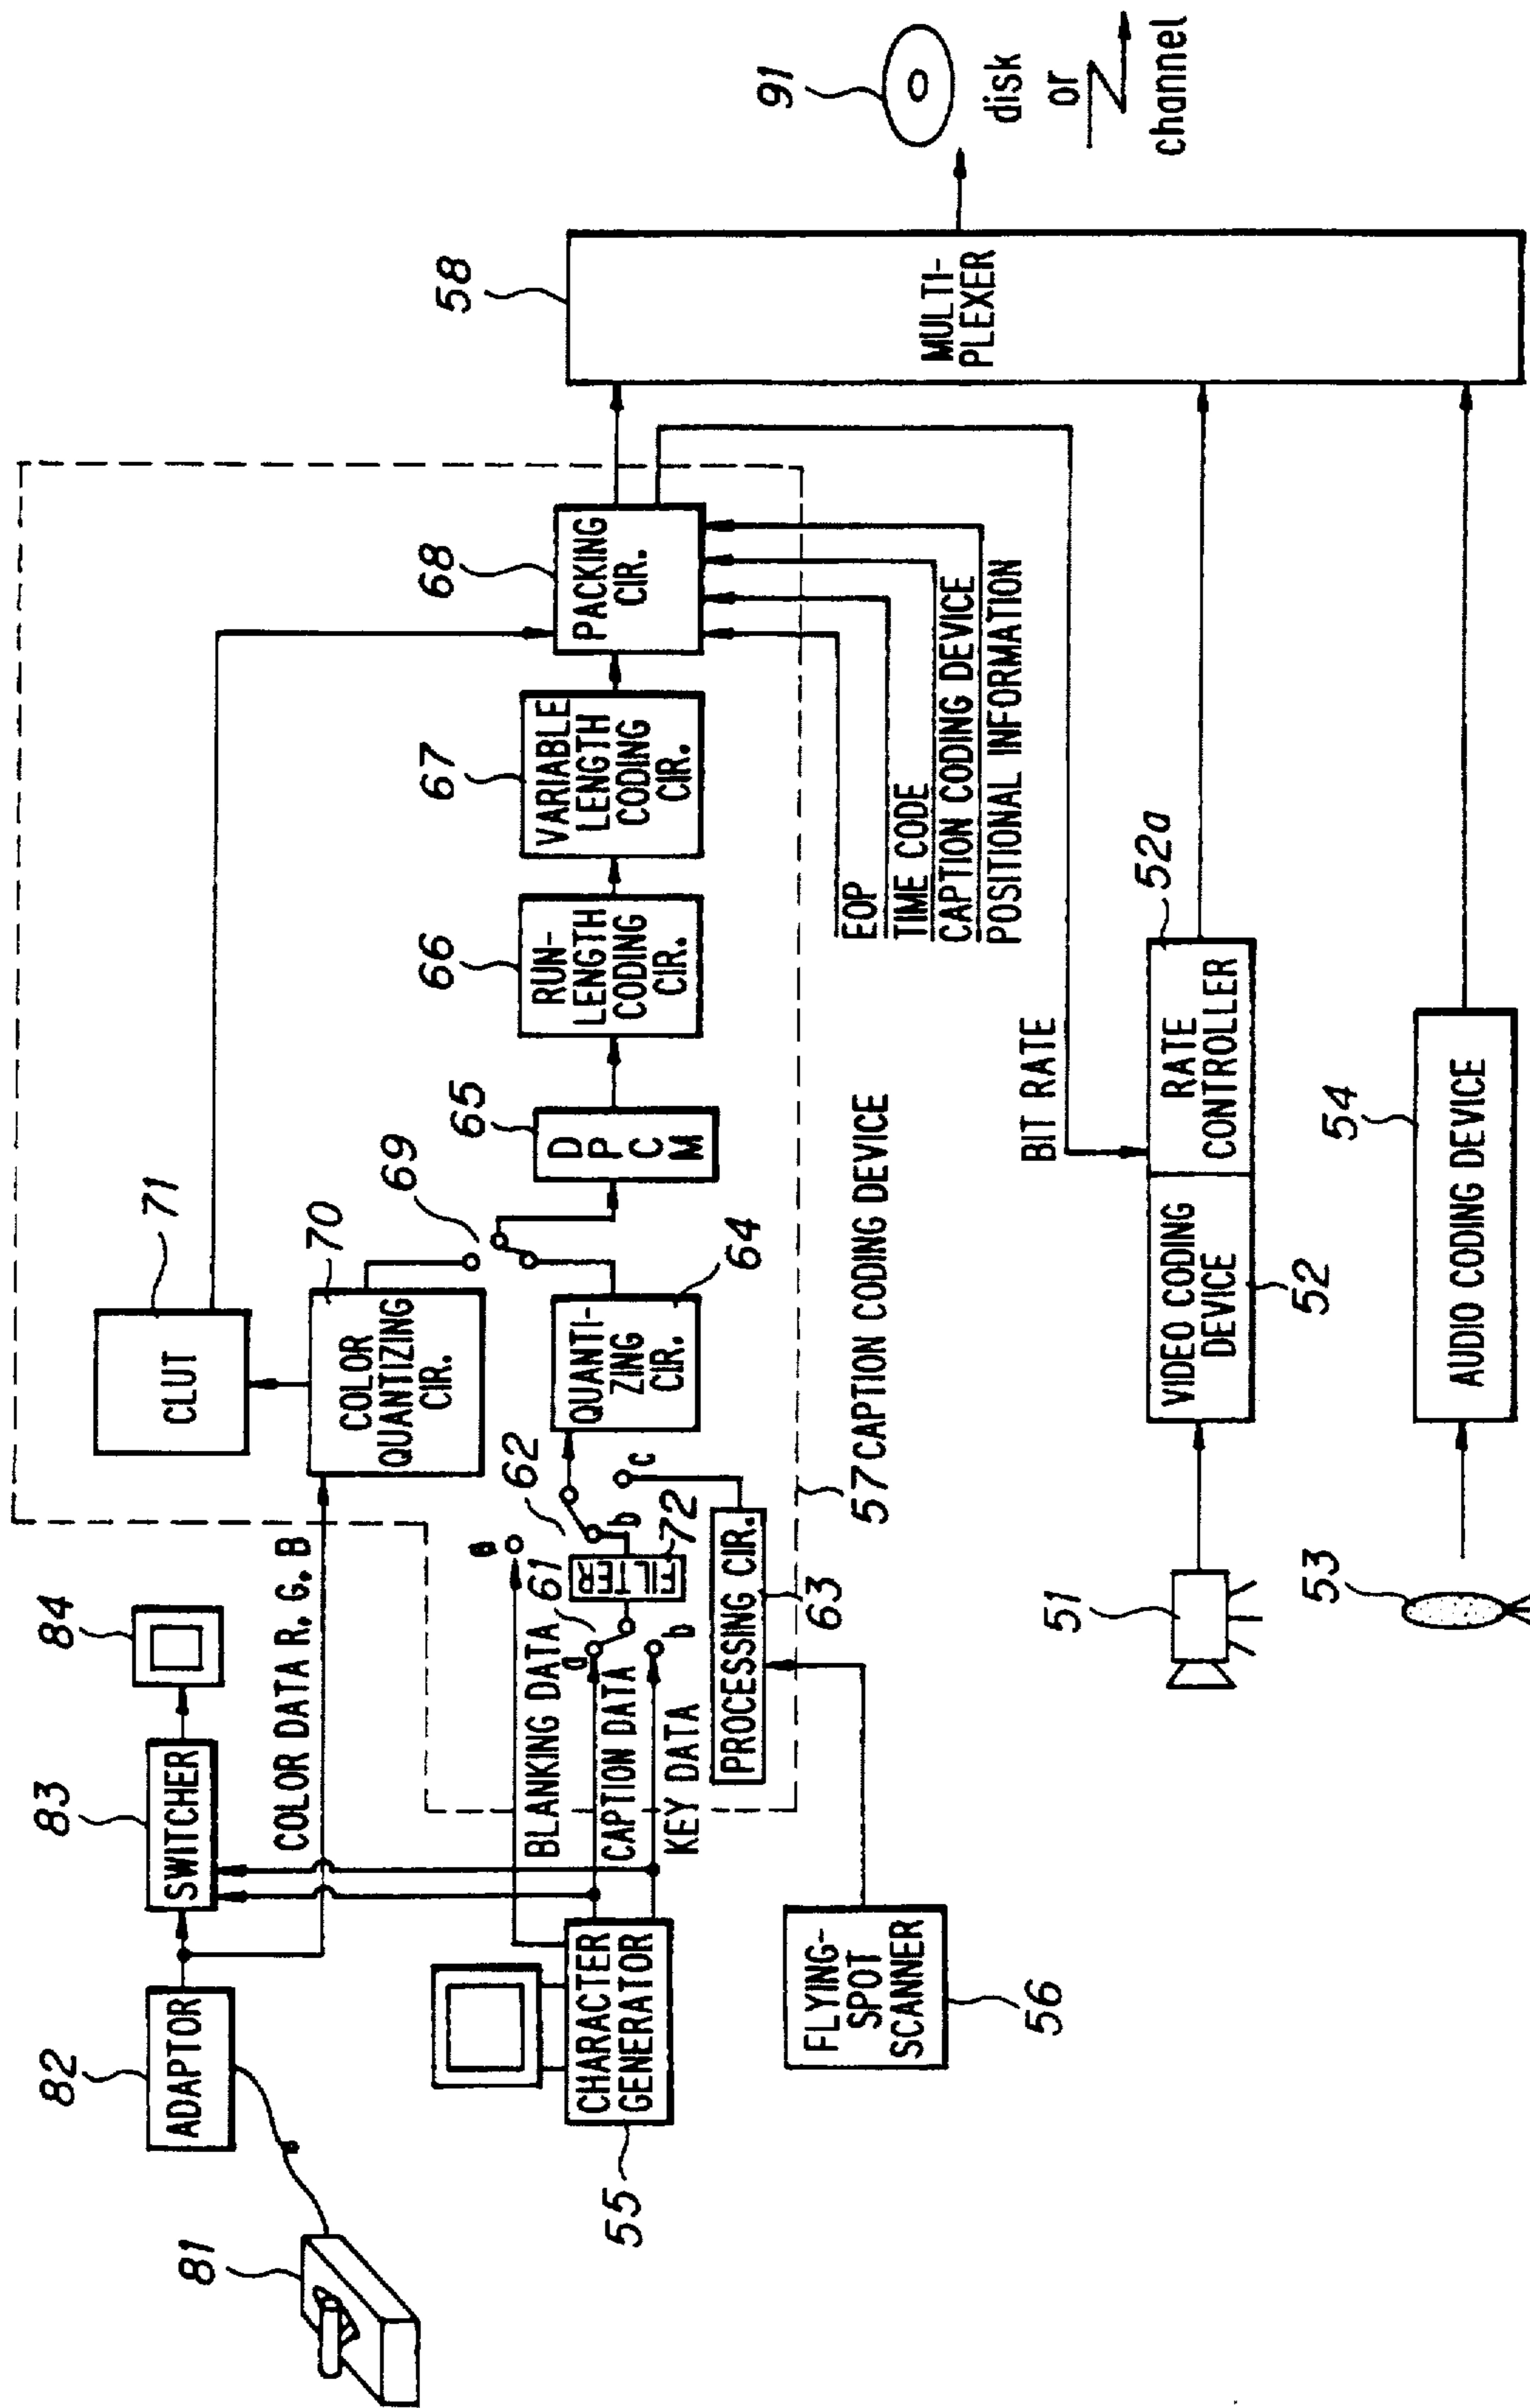 81
82
ADAPTOR
83
SWITCHER
84
COLOR DATA R. G. B
71
CLUT
70
COLOR
QUANTIZING
CIR.
69
55
CHARACTER
GENERATOR
BLANKING DATA
CAPTION DATA
KEY DATA
a
b
61
FILTER
72
62
a
b
c
64
QUANTI-
ZING
CIR.
65
D
P
C
M
66
RUN-
LENGTH
CODING
CIR.
67
VARIABLE
LENGTH
CODING
CIR.
68
PACKING
CIR.
56
FLYING-
SPOT
SCANNER
63
PROCESSING CIR.
57 CAPTION CODING DEVICE
EOP
TIME CODE
CAPTION CODING DEVICE
POSITIONAL INFORMATION
BIT RATE
51
52
VIDEO CODING
DEVICE
52a
RATE
CONTROLLER
53
54
AUDIO CODING DEVICE
58
MULTI-
PLEXER
91
disk
or
channel